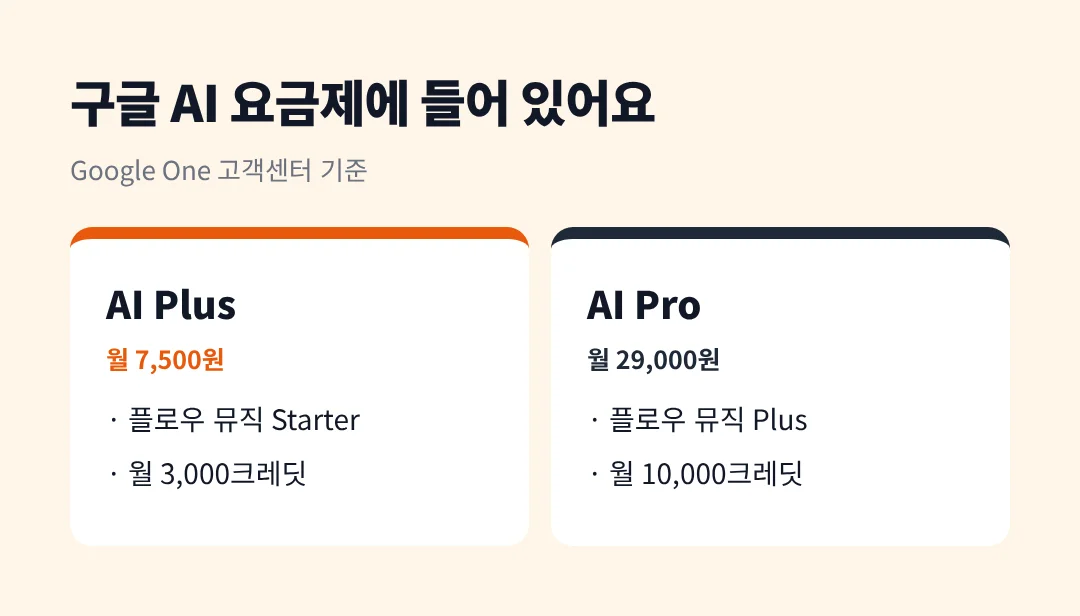 구글 AI 요금제에 들어 있어요
Google One 고객센터 기준
AI Plus
월 7,500원
· 플로우 뮤직 Starter
· 월 3,000크레딧
AI Pro
월 29,000원
· 플로우 뮤직 Plus
· 월 10,000크레딧